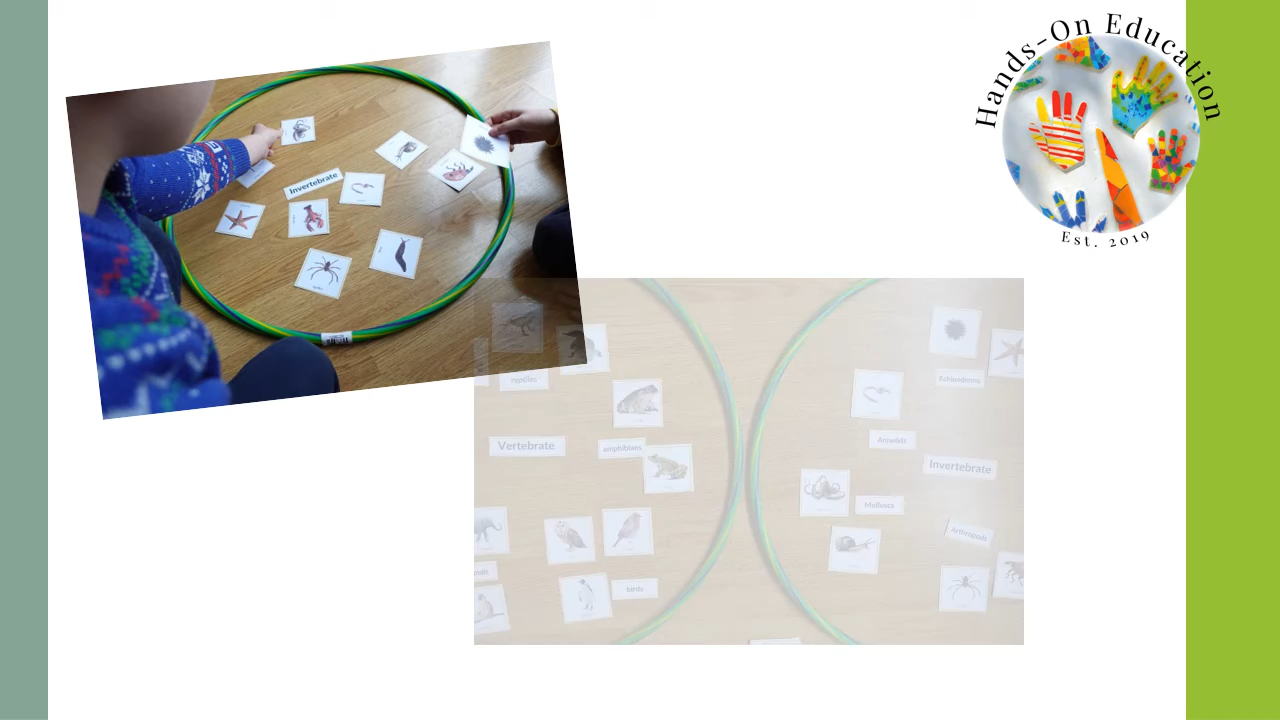 Hands-On Education
Est. 2019
Invertebrate
reptiles
Vertebrate
amphibians
birds
Echinoderms
Annelids
Invertebrate
Molluscs
Arthropods